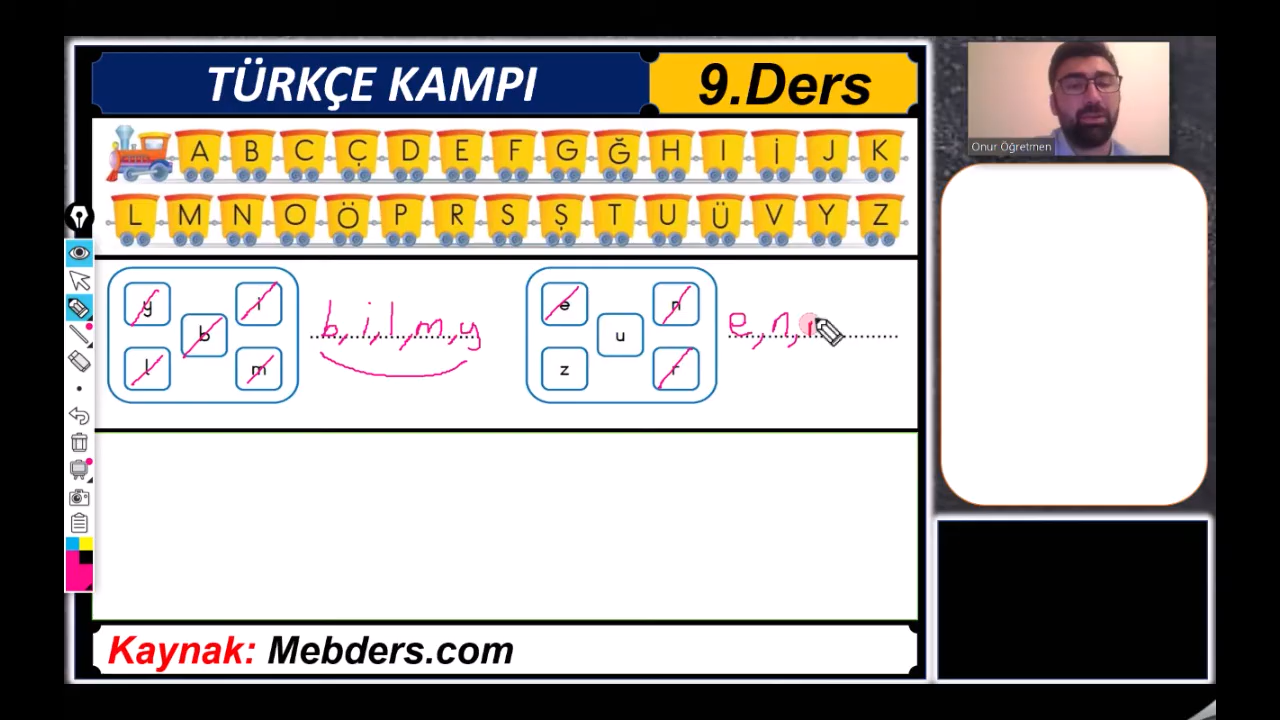 TÜRKÇE KAMPI
9.Ders
Onur Öğretmen
A B C Ç D E F G Ğ H I İ J K
L M N O Ö P R S Ş T U Ü V Y Z
y i
b
l m
b,i,l,m,y
e n
u
z r
e,n,
Kaynak: Mebders.com